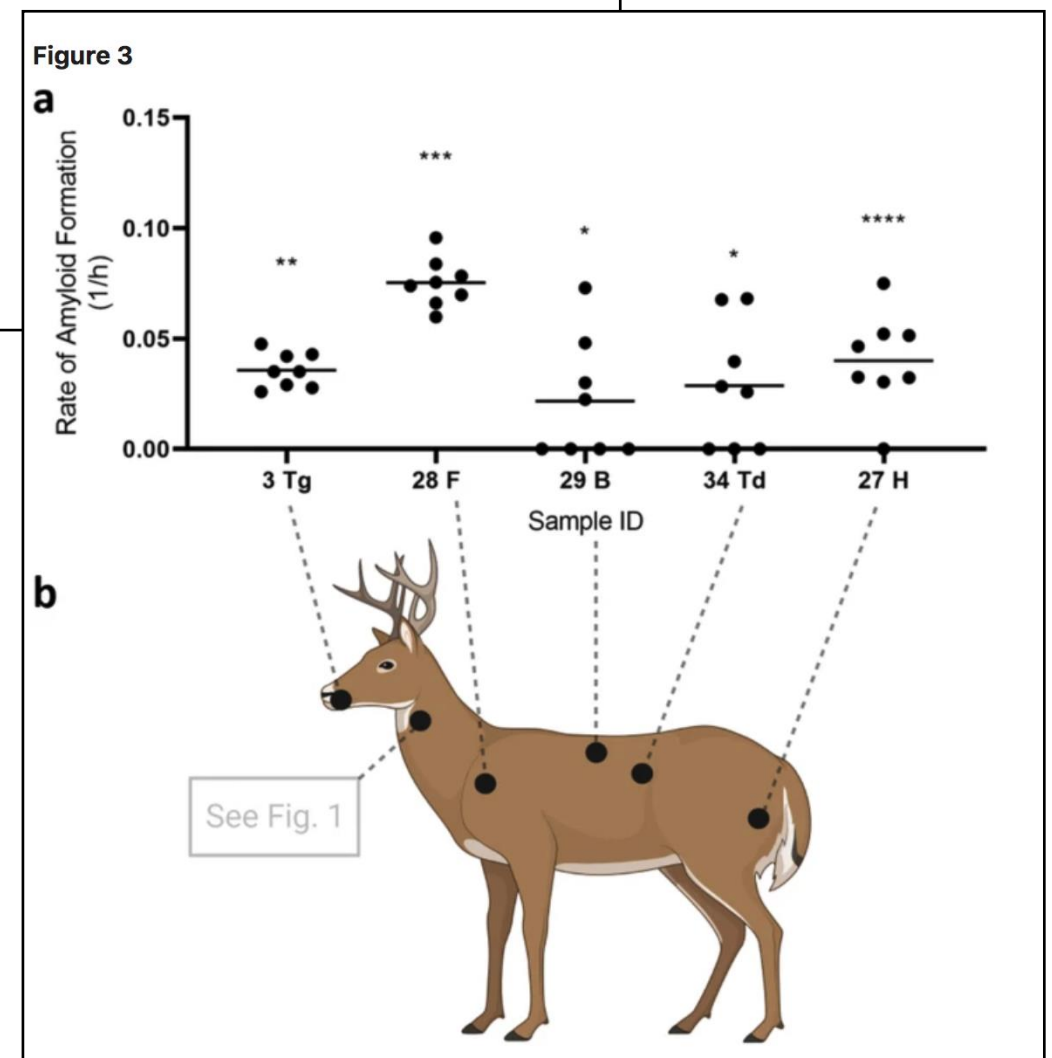 Figure 3
a
Rate of Amyloid Formation
(1/h)
0.15
0.10
0.05
0.00
**
***
*
*
****
3 Tg
28 F
29 B
34 Td
27 H
Sample ID
b
See Fig. 1